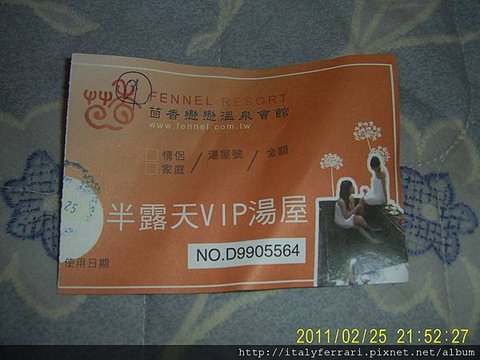 FENNEL RESORT
茴香戀戀溫泉會館
www.fennel.com.tw
情侶 / 湯屋號 / 金額
家庭
25
半露天VIP湯屋
NO.D9905564
使用日期
2011/02/25 21:52:27
http://italyferrari.pixnet.net/album